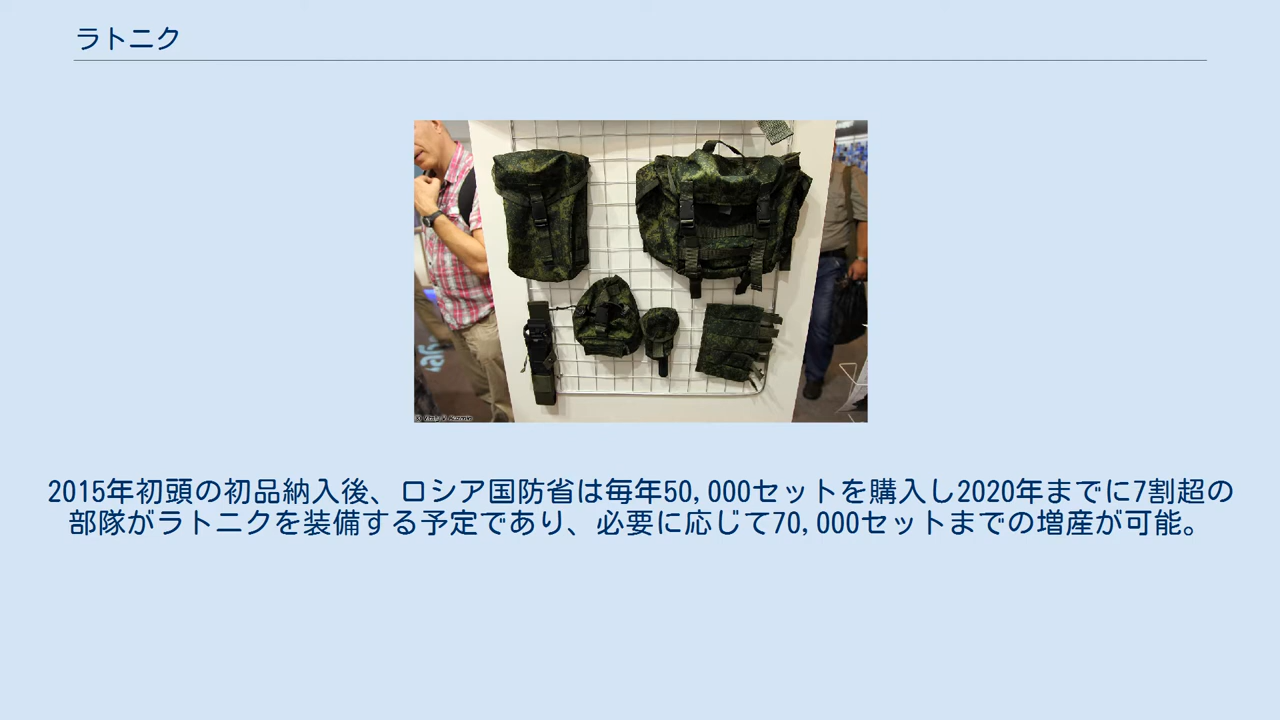 ラトニク
2015年初頭の初品納入後、ロシア国防省は毎年50,000セットを購入し2020年までに7割超の
部隊がラトニクを装備する予定であり、必要に応じて70,000セットまでの増産が可能。